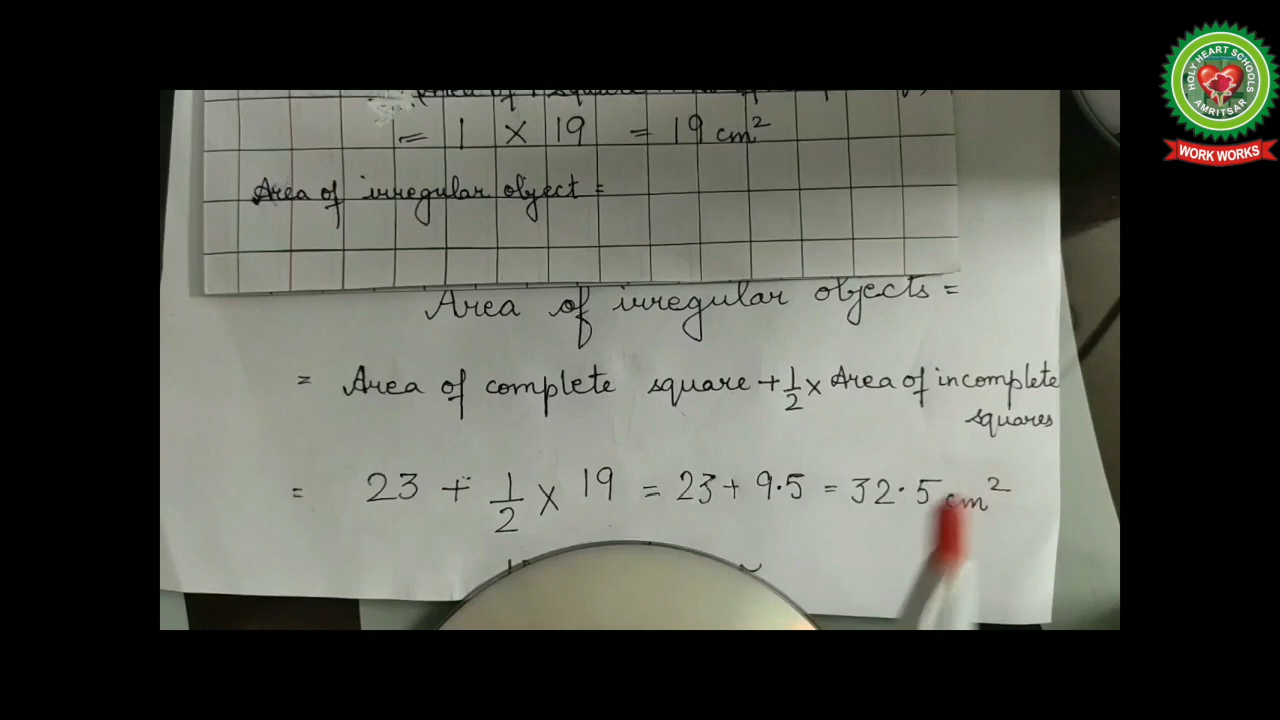 = 1 × 19 = 19 cm²
Area of irregular object =
Area of irregular objects =
= Area of complete square + 1/2 × Area of incomplete
squares
= 23 + 1/2 × 19 = 23 + 9.5 = 32.5 cm²
HOLY HEART SCHOOLS
AMRITSAR
WORK WORKS